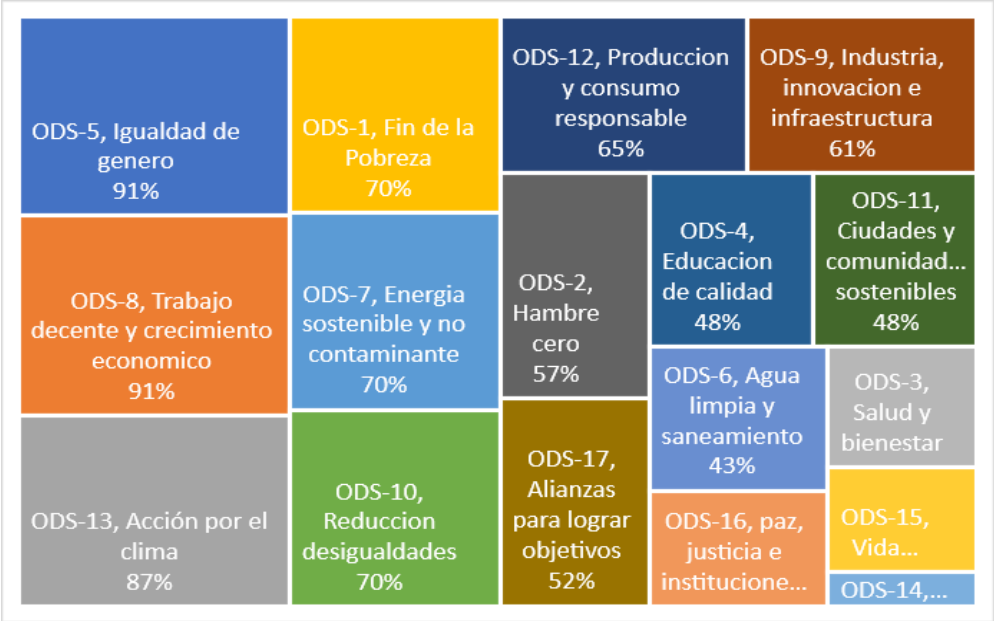 ODS-5, Igualdad de
genero
91%
ODS-8, Trabajo
decente y crecimiento
economico
91%
ODS-13, Acción por el
clima
87%
ODS-1, Fin de la
Pobreza
70%
ODS-7, Energia
sostenible y no
contaminante
70%
ODS-10,
Reduccion
desigualdades
70%
ODS-12, Produccion
y consumo
responsable
65%
ODS-9, Industria,
innovacion e
infraestructura
61%
ODS-2,
Hambre
cero
57%
ODS-17,
Alianzas
para lograr
objetivos
52%
ODS-4,
Educacion
de calidad
48%
ODS-11,
Ciudades y
comunidad...
sostenibles
48%
ODS-6, Agua
limpia y
saneamiento
43%
ODS-16, paz,
justicia e
institucione...
ODS-3,
Salud y
bienestar
ODS-15,
Vida...
ODS-14,...